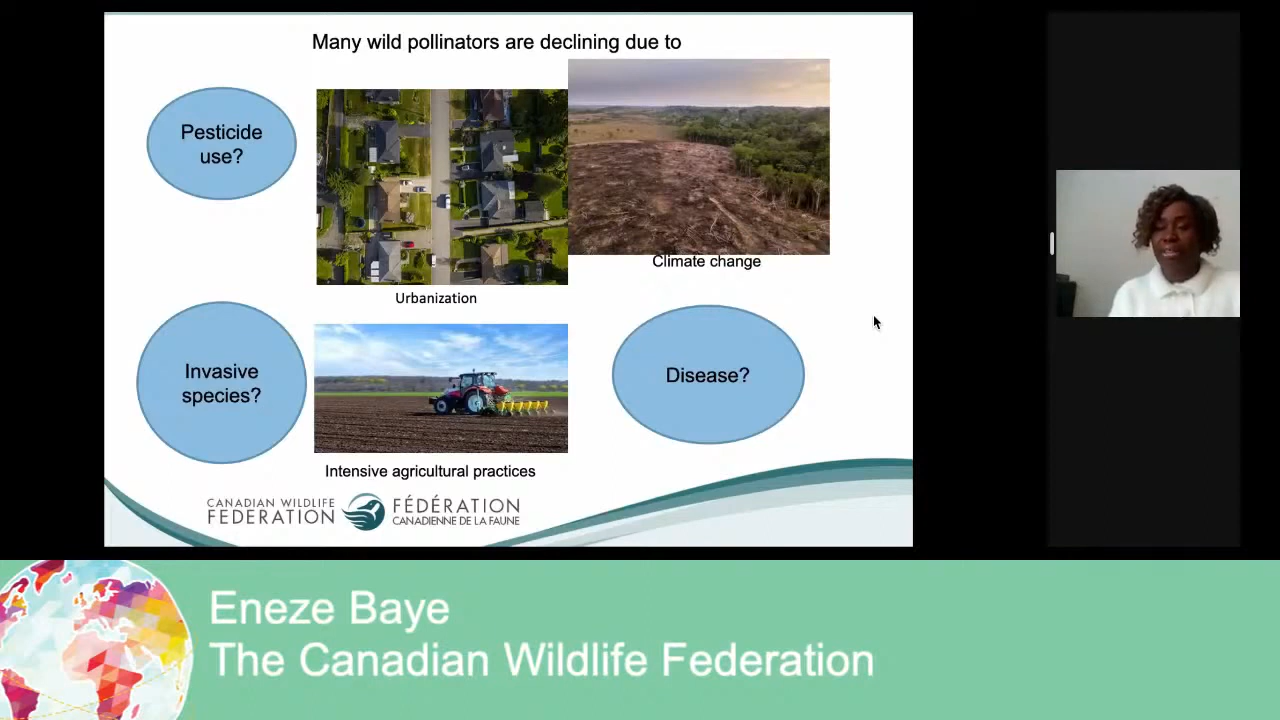 Many wild pollinators are declining due to
Pesticide
use?
Climate change
Urbanization
Invasive
species?
Disease?
Intensive agricultural practices
CANADIAN WILDLIFE
FEDERATION
FÉDÉRATION
CANADIENNE DE LA FAUNE
Eneze Baye
The Canadian Wildlife Federation